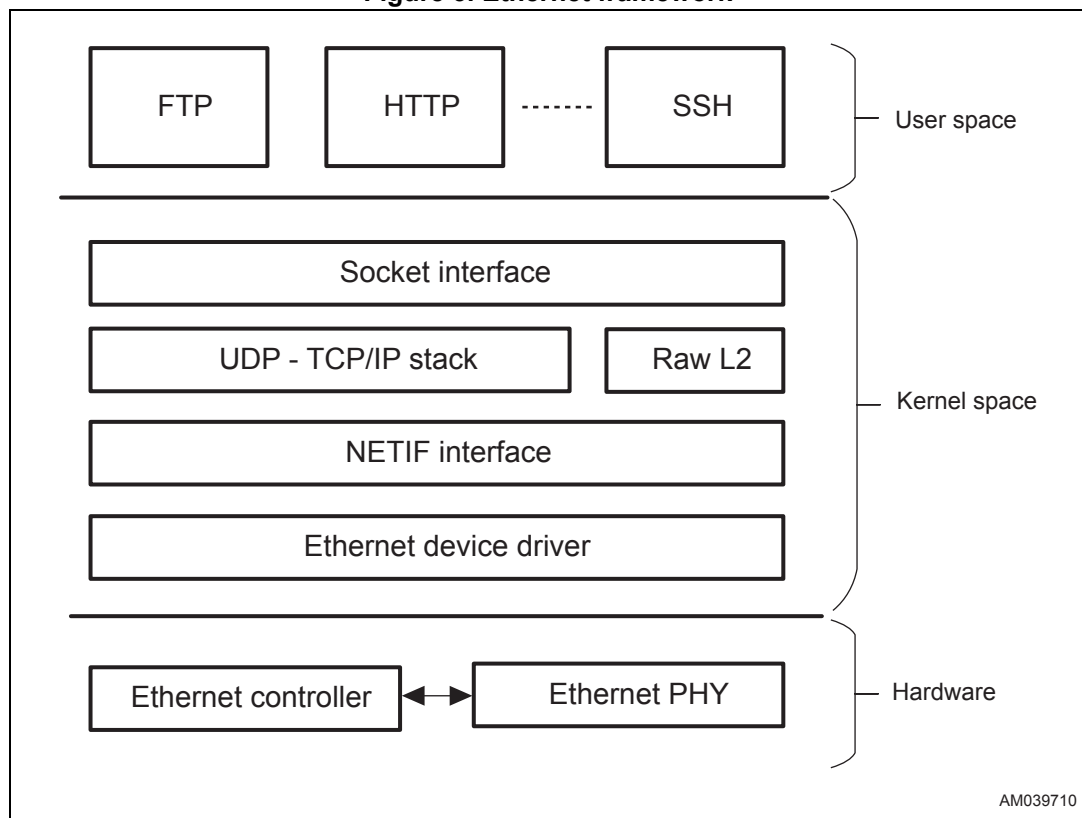 FTP HTTP SSH
User space
Socket interface
UDP - TCP/IP stack Raw L2
Kernel space
NETIF interface
Ethernet device driver
Ethernet controller Ethernet PHY
Hardware
AM039710